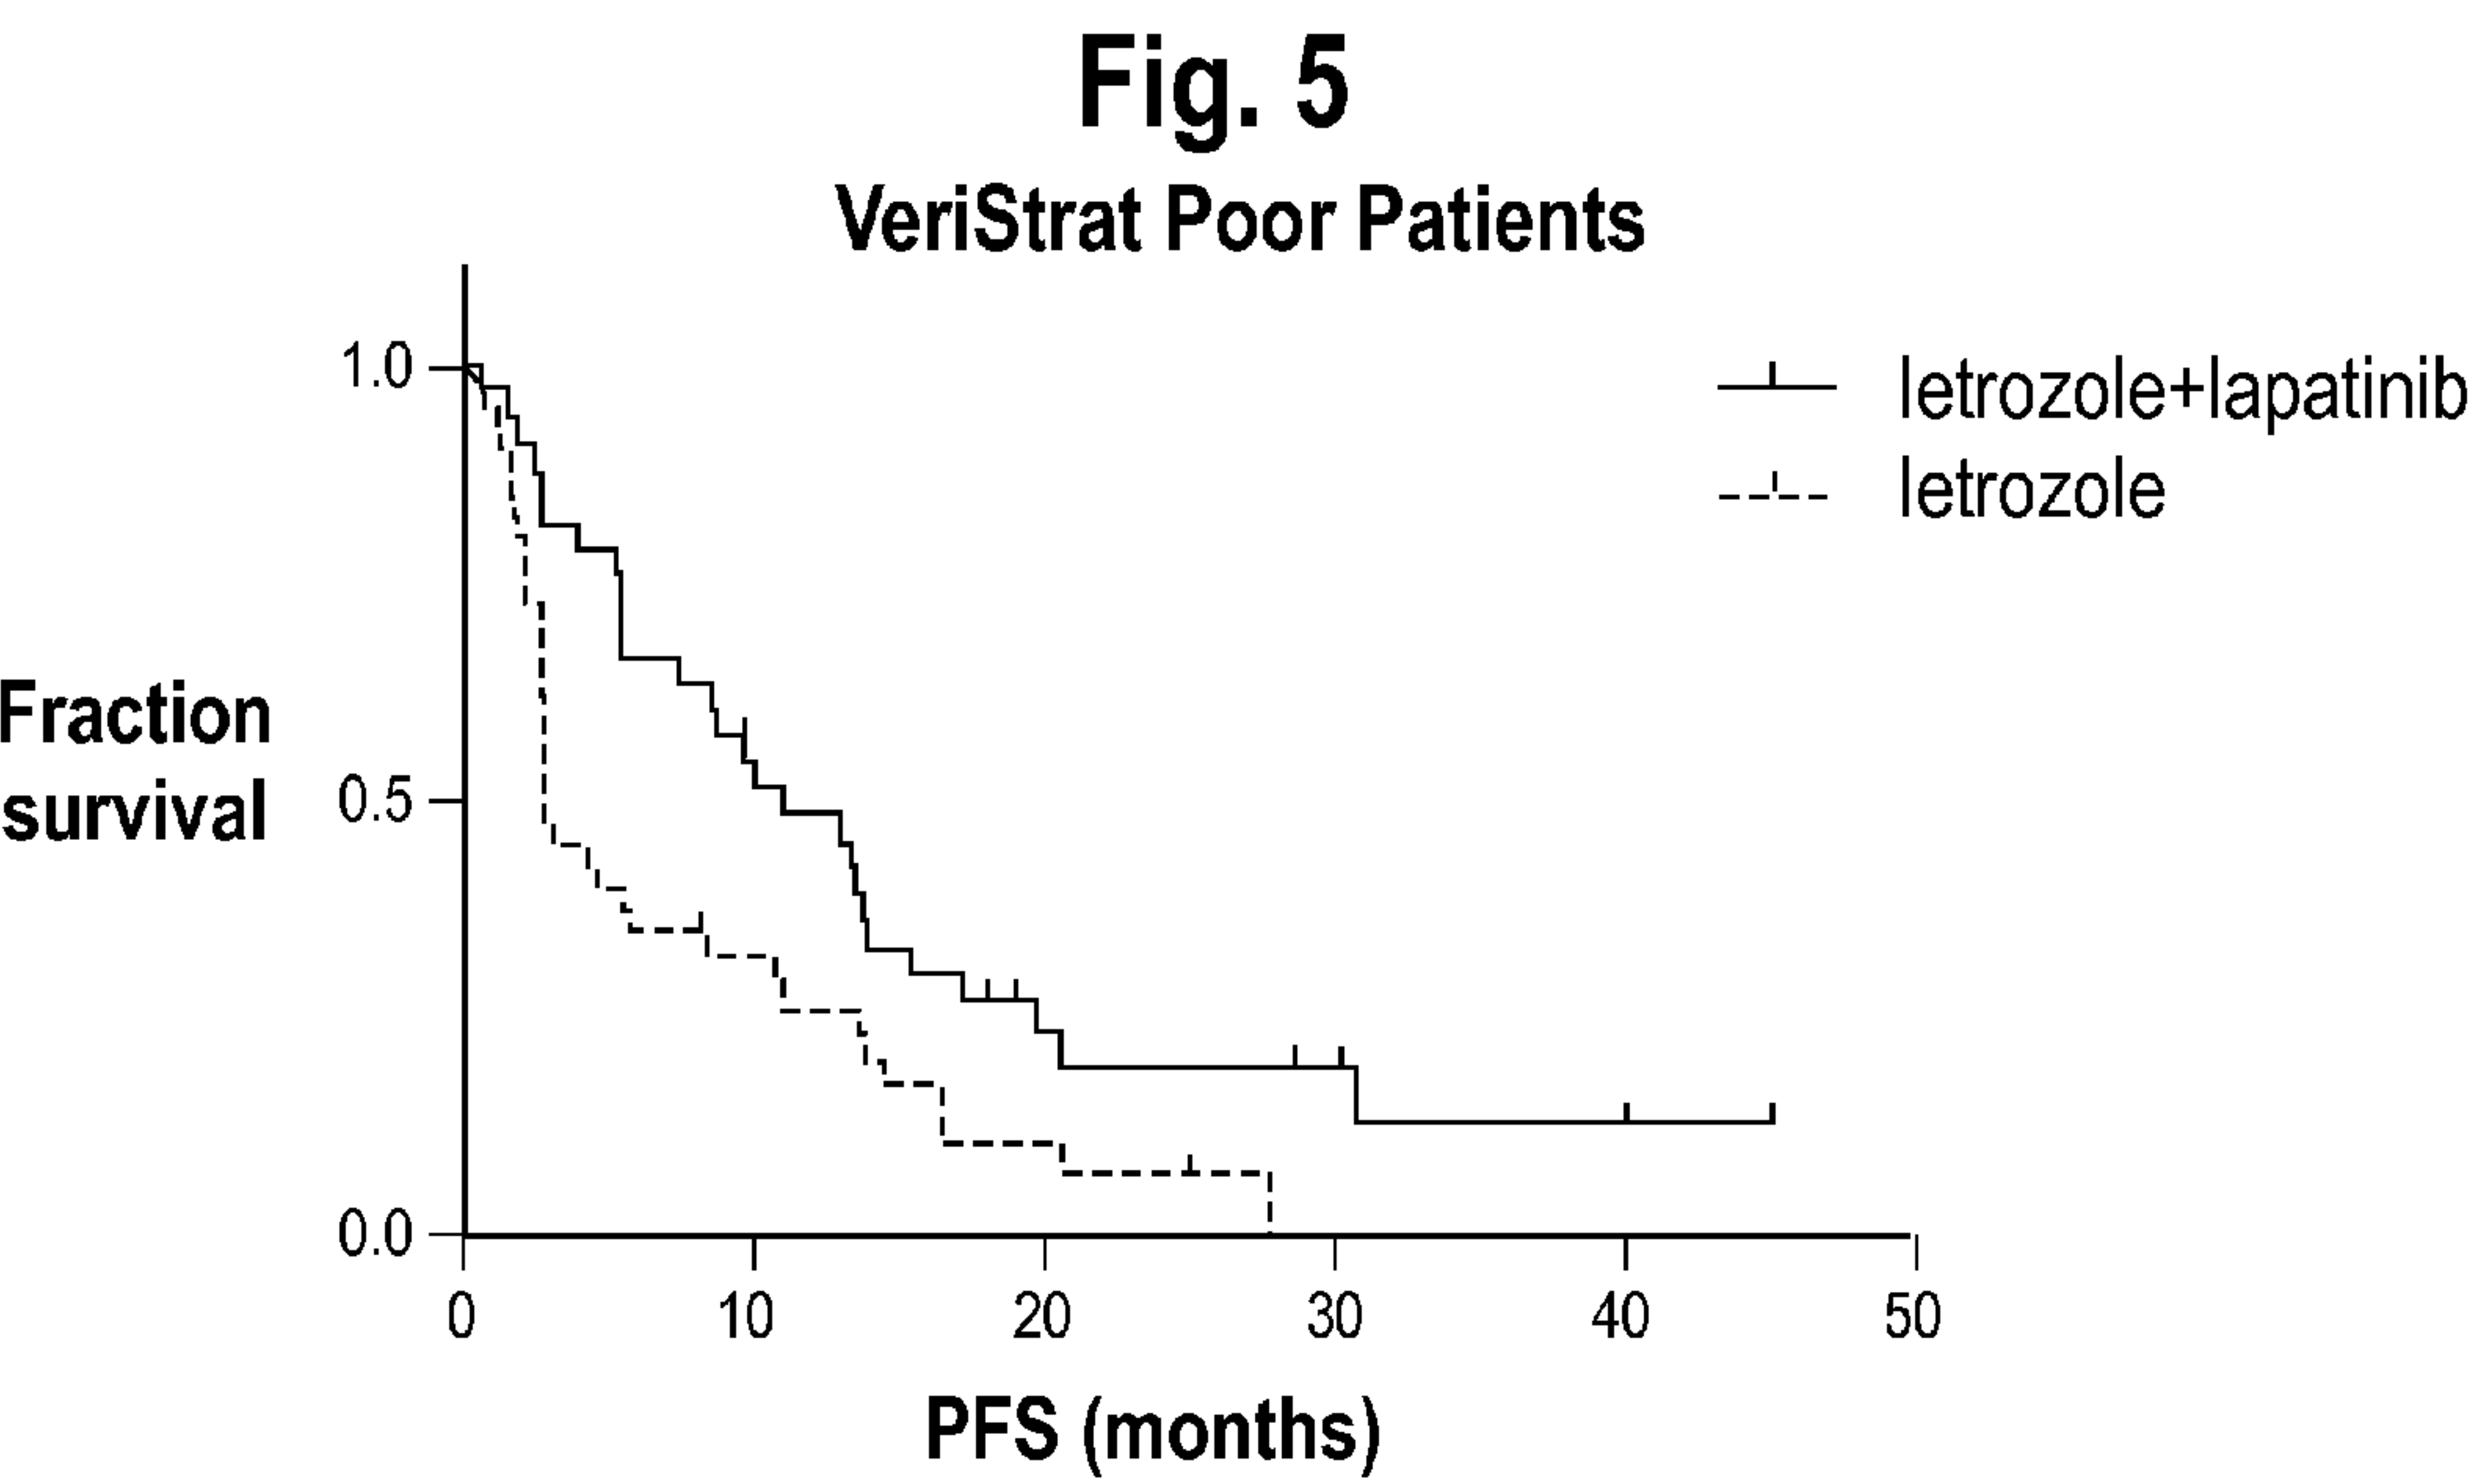 Fig. 5
VeriStrat Poor Patients
letrozole+lapatinib
letrozole
1.0
0.5
0.0
Fraction
survival
0 10 20 30 40 50
PFS (months)